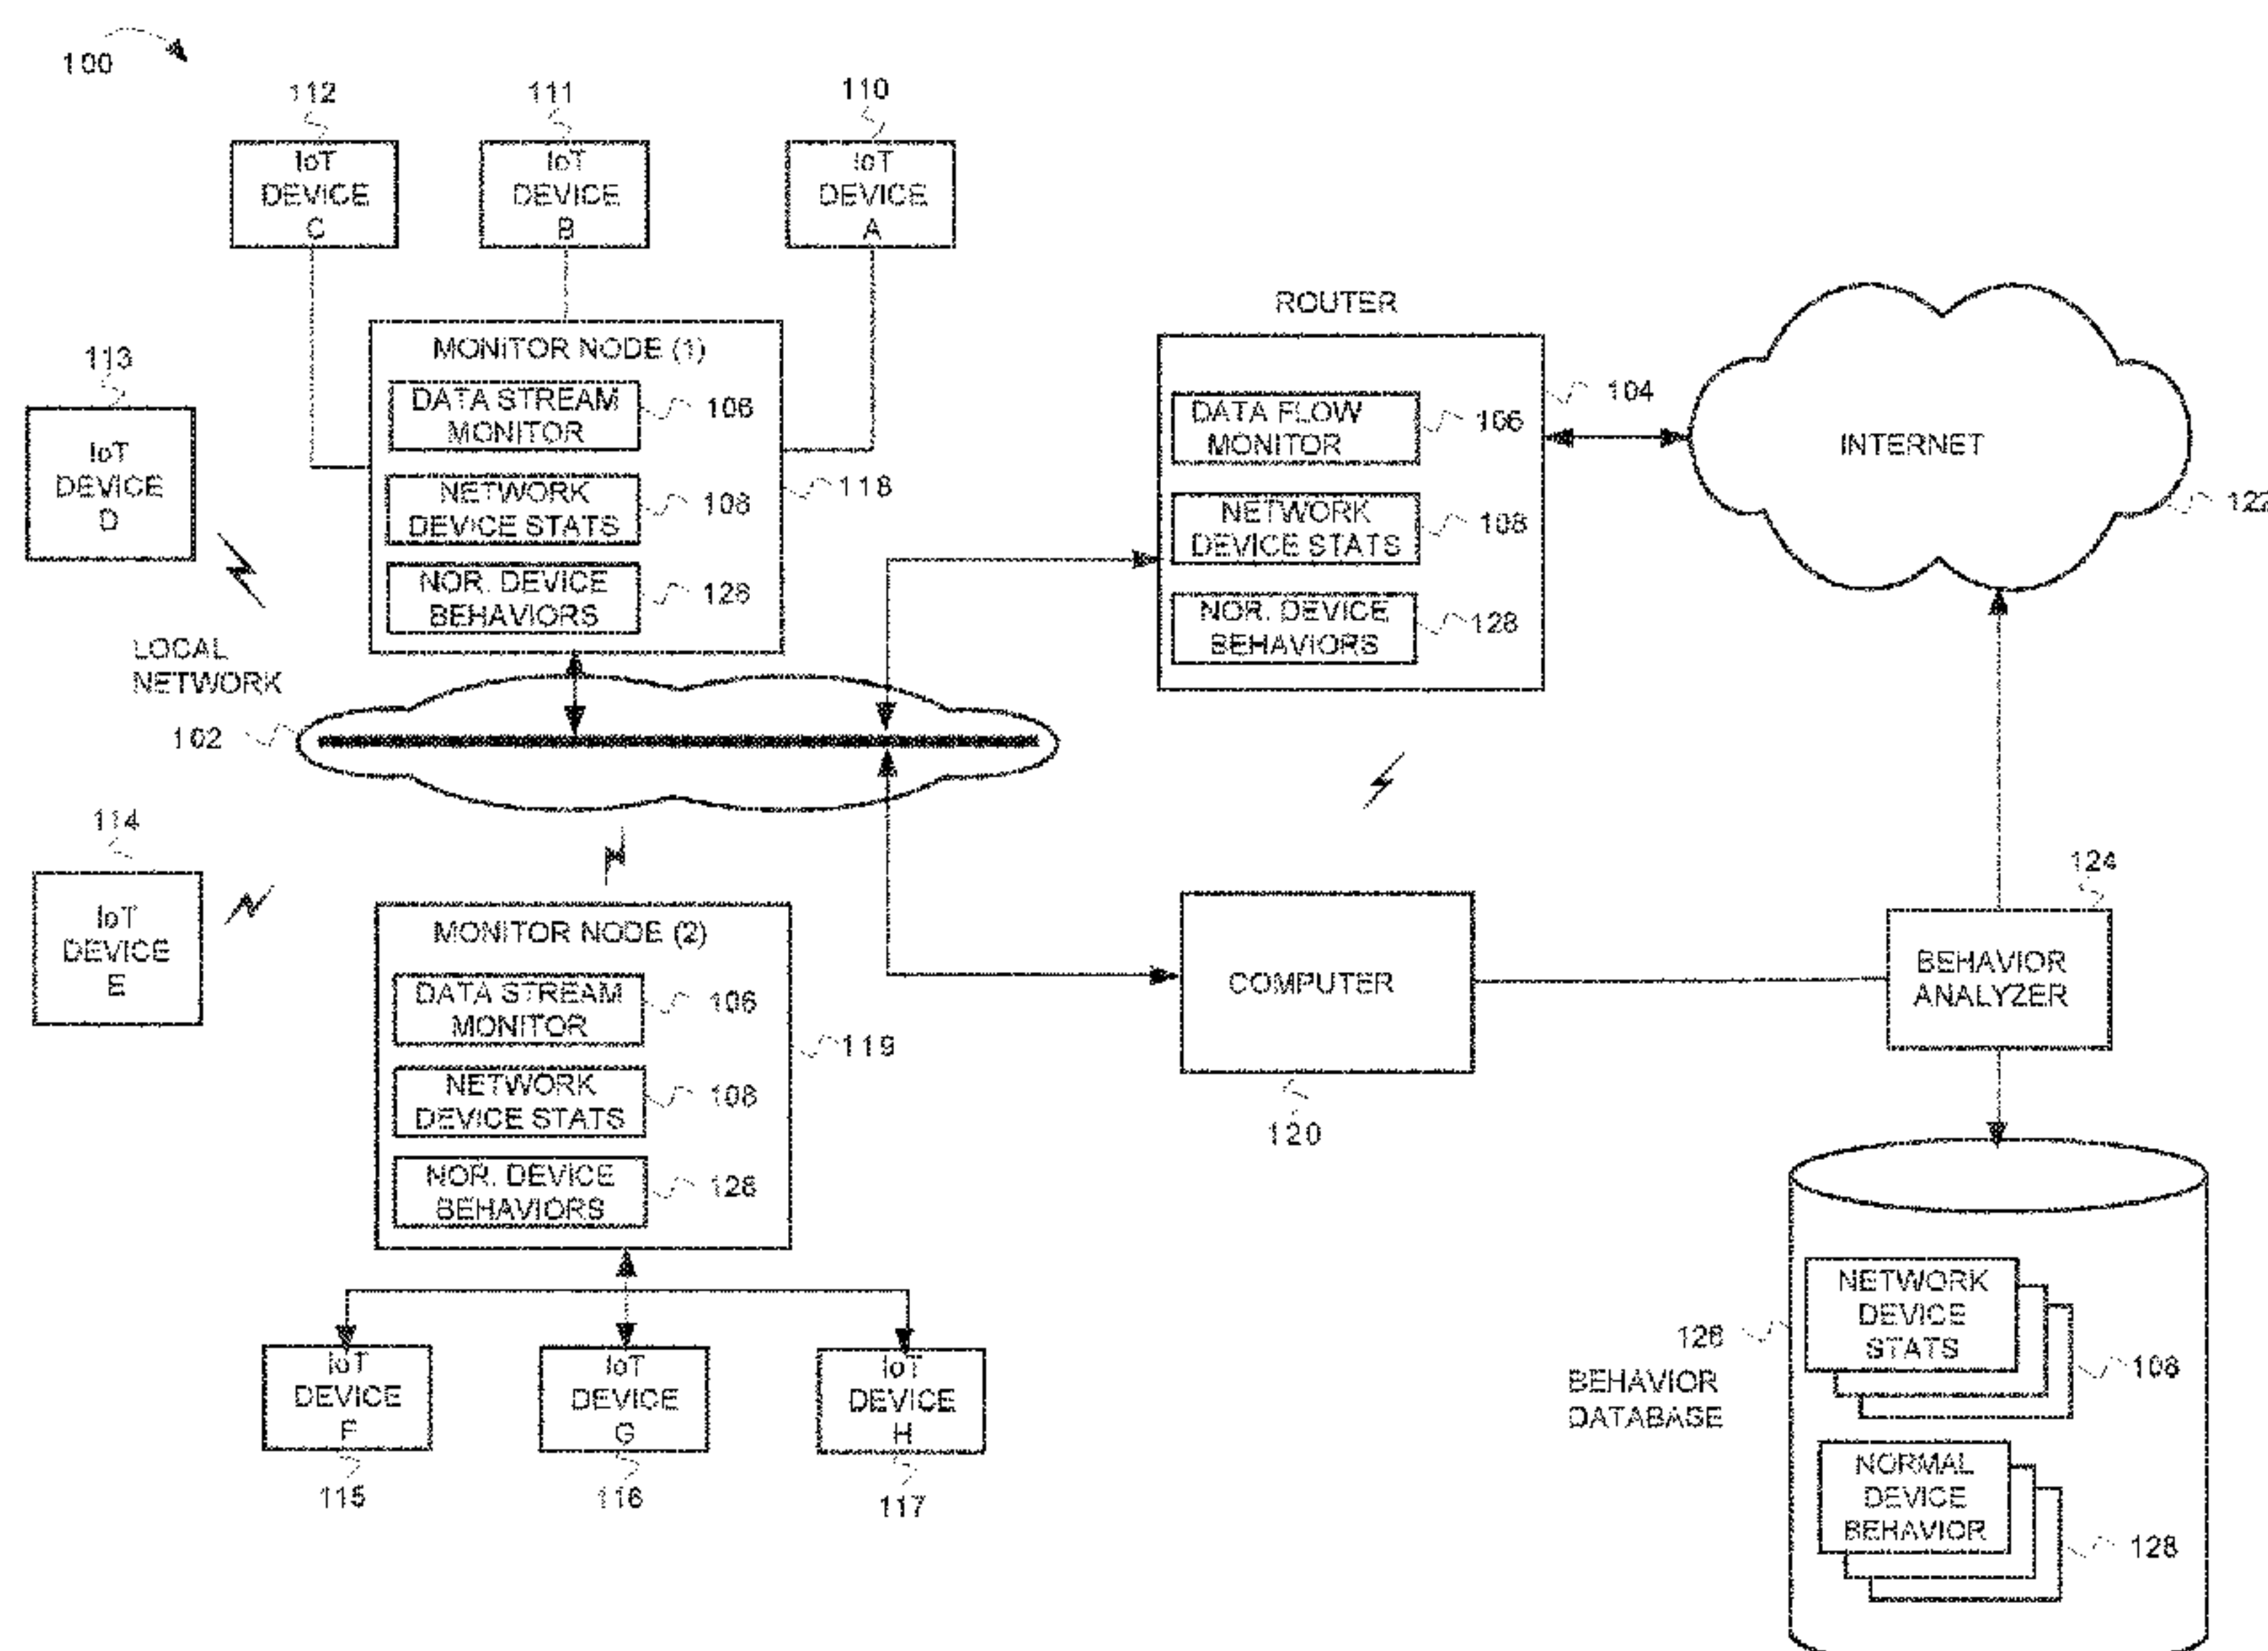 100
112
111
110
IoT
DEVICE
C
IoT
DEVICE
B
IoT
DEVICE
A
113
IoT
DEVICE
D
MONITOR NODE (1)
DATA STREAM
MONITOR
106
NETWORK
DEVICE STATS
108
NOR. DEVICE
BEHAVIORS
128
118
ROUTER
DATA FLOW
MONITOR
106
NETWORK
DEVICE STATS
108
NOR. DEVICE
BEHAVIORS
128
104
INTERNET
122
LOCAL
NETWORK
102
114
IoT
DEVICE
E
MONITOR NODE (2)
DATA STREAM
MONITOR
106
NETWORK
DEVICE STATS
108
NOR. DEVICE
BEHAVIORS
128
119
COMPUTER
120
124
BEHAVIOR
ANALYZER
IoT
DEVICE
F
115
IoT
DEVICE
G
116
IoT
DEVICE
H
117
126
BEHAVIOR
DATABASE
NETWORK
DEVICE
STATS
108
NORMAL
DEVICE
BEHAVIOR
128